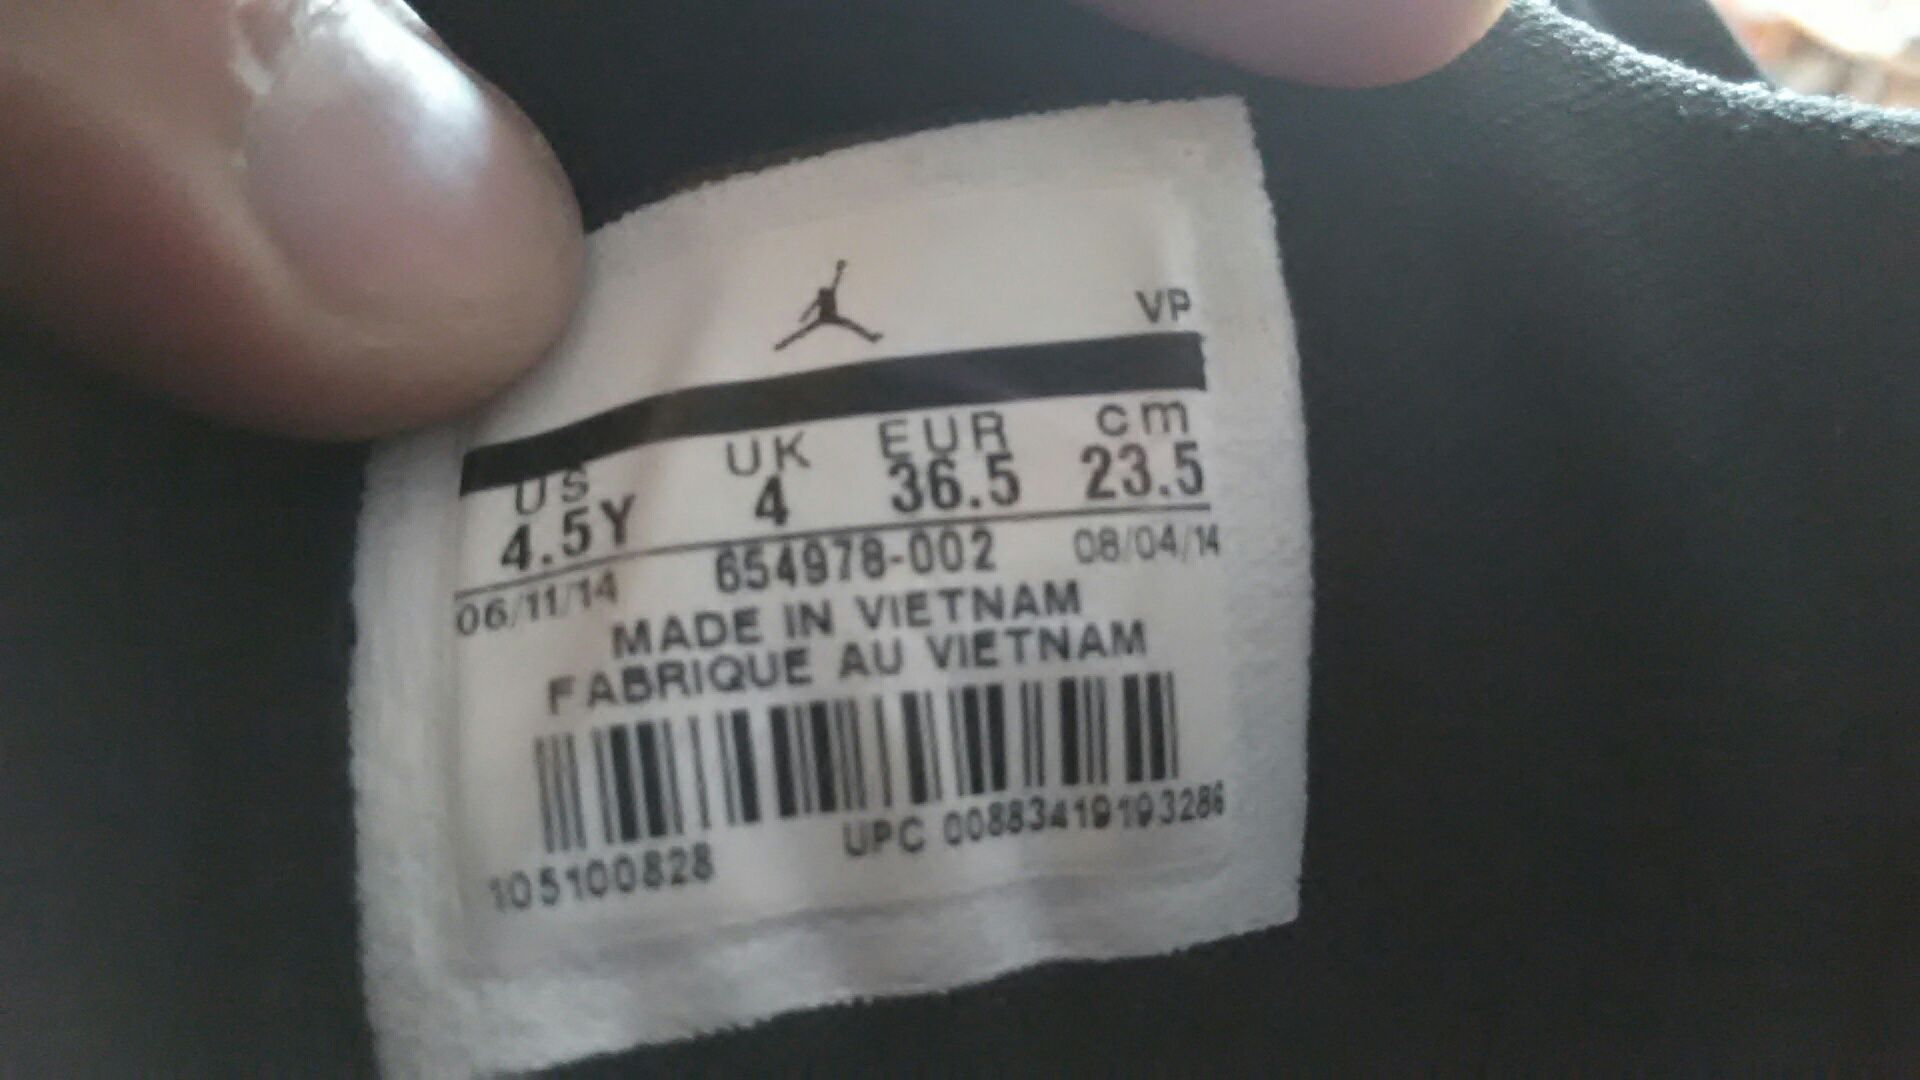 VP
US UK EUR cm
4.5Y 4 36.5 23.5
06/11/14 654978-002 08/04/14
MADE IN VIETNAM
FABRIQUE AU VIETNAM
105100828 UPC 00883419193286